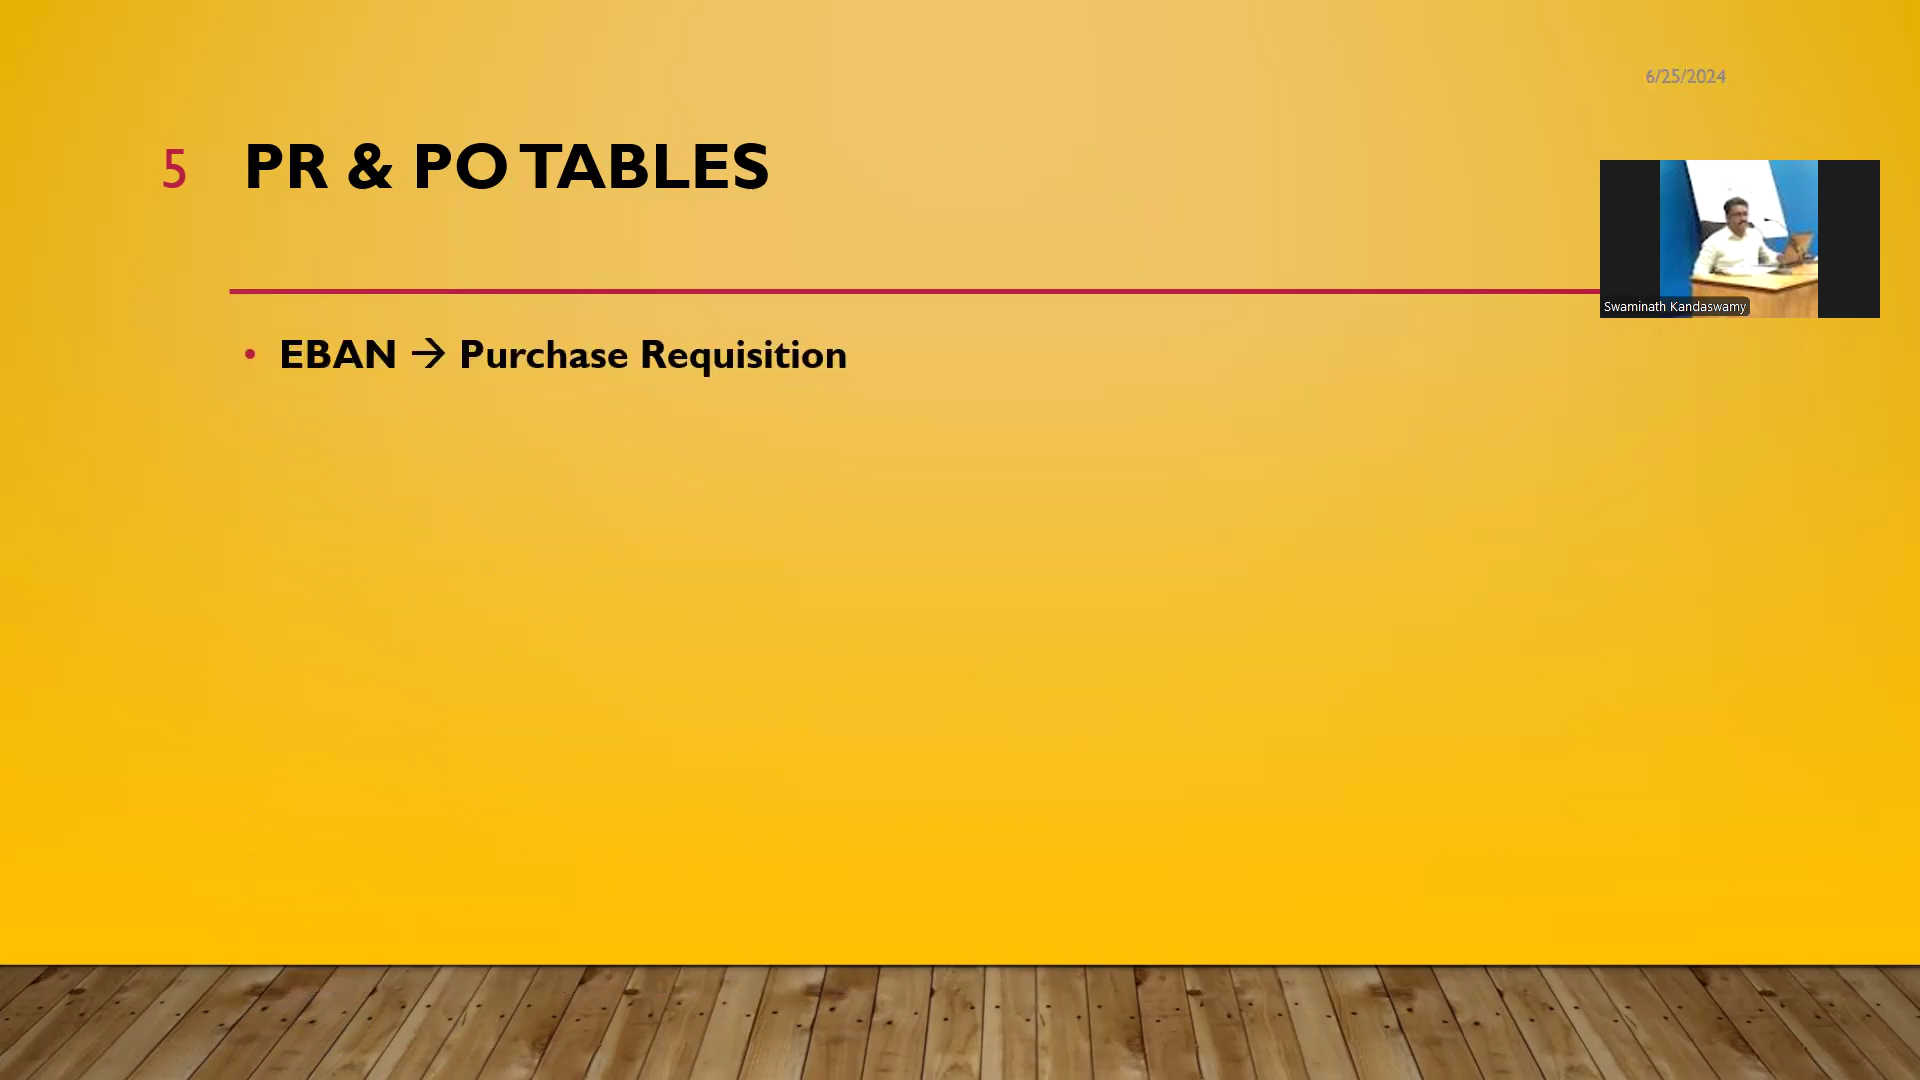 6/25/2024
5 PR & PO TABLES
Swaminath Kandaswamy
• EBAN → Purchase Requisition